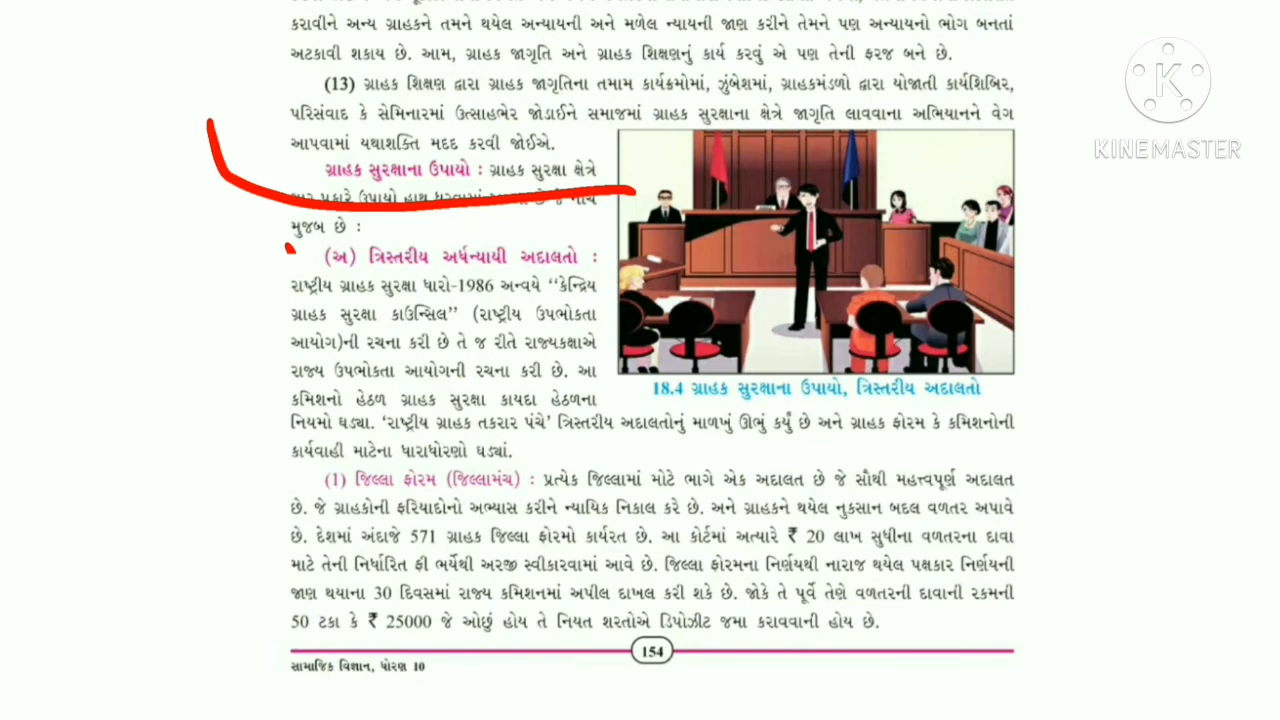 કરાવીને અન્ય ગ્રાહકને તમને થયેલ અન્યાયની અને મળેલ ન્યાયની જાણ કરીને તેમને પણ અન્યાયનો ભોગ બનતાં
અટકાવી શકાય છે. આમ, ગ્રાહક જાગૃતિ અને ગ્રાહક શિક્ષણનું કાર્ય કરવું એ પણ તેની ફરજ બને છે.
(13) ગ્રાહક શિક્ષણ દ્વારા ગ્રાહક જાગૃતિના તમામ કાર્યક્રમોમાં, ઝુંબેશમાં, ગ્રાહકમંડળો દ્વારા યોજાતી કાર્યશિબિર,
પરિસંવાદ કે સેમિનારમાં ઉત્સાહભેર જોડાઈને સમાજમાં ગ્રાહક સુરક્ષાના ક્ષેત્રે જાગૃતિ લાવવાના અભિયાનને વેગ
આપવામાં યથાશક્તિ મદદ કરવી જોઈએ.
ગ્રાહક સુરક્ષાના ઉપાયો : ગ્રાહક સુરક્ષા ક્ષેત્રે
પ્રકારે ઉપાયો હાથ ધરવામાં
મુજબ છે :
(અ) ત્રિસ્તરીય અર્ધન્યાયી અદાલતો :
રાષ્ટ્રીય ગ્રાહક સુરક્ષા ધારો-1986 અન્વયે “કેન્દ્રિય
ગ્રાહક સુરક્ષા કાઉન્સિલ” (રાષ્ટ્રીય ઉપભોક્તા
આયોગ)ની રચના કરી છે તે જ રીતે રાજ્યકક્ષાએ
રાજ્ય ઉપભોક્તા આયોગની રચના કરી છે. આ
કમિશનો હેઠળ ગ્રાહક સુરક્ષા કાયદા હેઠળના
નિયમો ઘડ્યા. ‘રાષ્ટ્રીય ગ્રાહક તકરાર પંચે’ ત્રિસ્તરીય અદાલતોનું માળખું ઊભું કર્યું છે અને ગ્રાહક ફોરમ કે કમિશનોની
કાર્યવાહી માટેના ધારાધોરણો ઘડ્યાં.
18.4 ગ્રાહક સુરક્ષાના ઉપાયો, ત્રિસ્તરીય અદાલતો
(1) જિલ્લા ફોરમ (જિલ્લામંચ) : પ્રત્યેક જિલ્લામાં મોટે ભાગે એક અદાલત છે જે સૌથી મહત્ત્વપૂર્ણ અદાલત
છે. જે ગ્રાહકોની ફરિયાદોનો અભ્યાસ કરીને ન્યાયિક નિકાલ કરે છે. અને ગ્રાહકને થયેલ નુકસાન બદલ વળતર અપાવે
છે. દેશમાં અંદાજે 571 ગ્રાહક જિલ્લા ફોરમો કાર્યરત છે. આ કોર્ટમાં અત્યારે ₹ 20 લાખ સુધીના વળતરના દાવા
માટે તેની નિર્ધારિત ફી ભર્યેથી અરજી સ્વીકારવામાં આવે છે. જિલ્લા ફોરમના નિર્ણયથી નારાજ થયેલ પક્ષકાર નિર્ણયની
જાણ થયાના 30 દિવસમાં રાજ્ય કમિશનમાં અપીલ દાખલ કરી શકે છે. જોકે તે પૂર્વે તેણે વળતરની દાવાની રકમની
50 ટકા કે ₹ 25000 જે ઓછું હોય તે નિયત શરતોએ ડિપોઝીટ જમા કરાવવાની હોય છે.
154
સામાજિક વિજ્ઞાન, ધોરણ 10
K
KINEMASTER